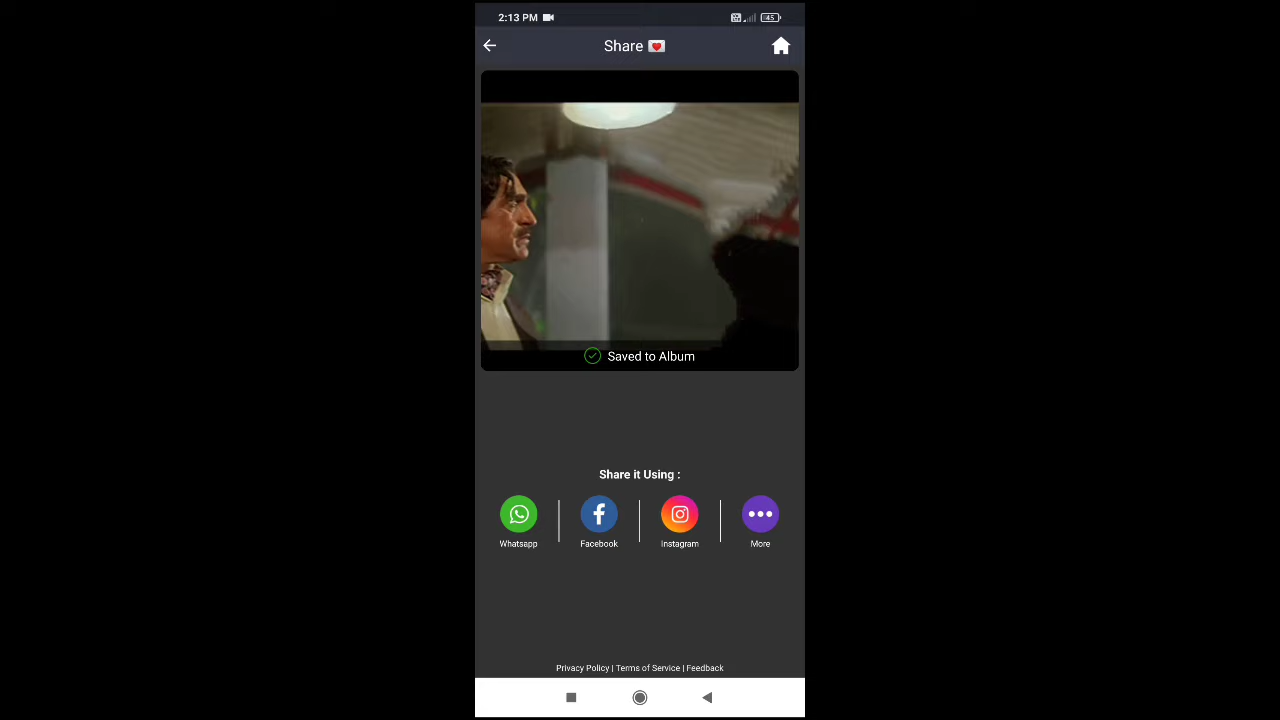 2:13 PM
45
Share
Saved to Album
Share it Using :
Whatsapp
Facebook
Instagram
More
Privacy Policy | Terms of Service | Feedback